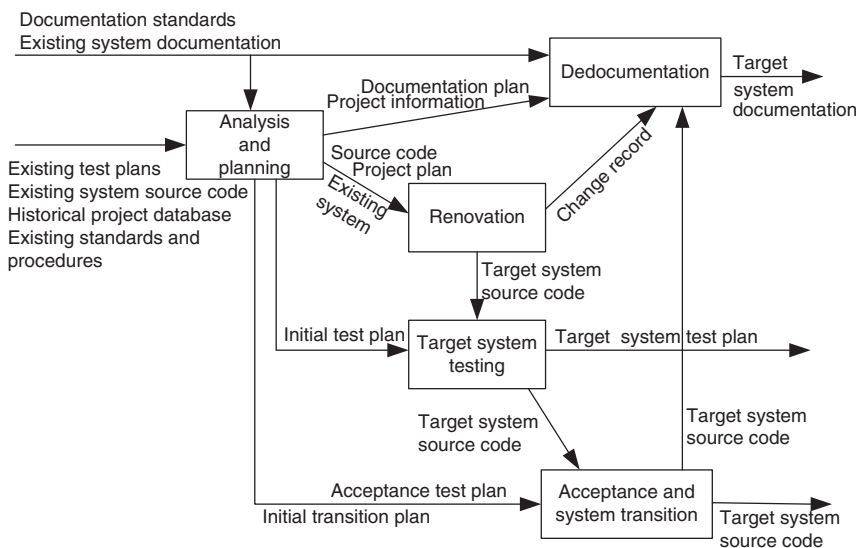 Documentation standards
Existing system documentation
Dedocumentation
Target
system
documentation
Documentation plan
Project information
Analysis
and
planning
Existing test plans
Existing system source code
Historical project database
Existing standards and
procedures
Source code
Project plan
Existing
system
Renovation
Change record
Target system
source code
Initial test plan
Target system
testing
Target system test plan
Target system
source code
Target system
source code
Acceptance test plan
Initial transition plan
Acceptance and
system transition
Target system
source code